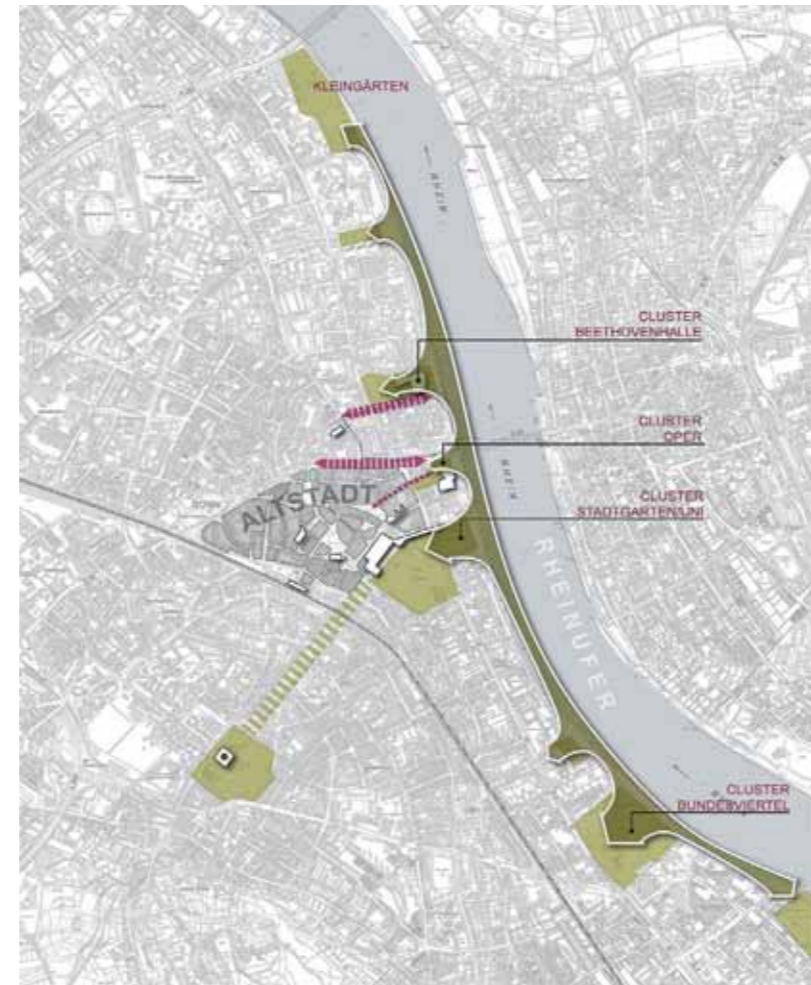 KLEINGÄRTEN
RHEIN
CLUSTER
BEETHOVENHALLE
CLUSTER
OPER
RHEIN
ALTSTADT
CLUSTER
STADTGARTEN/UNI
RHEINUFER
CLUSTER
BUNDESVIERTEL